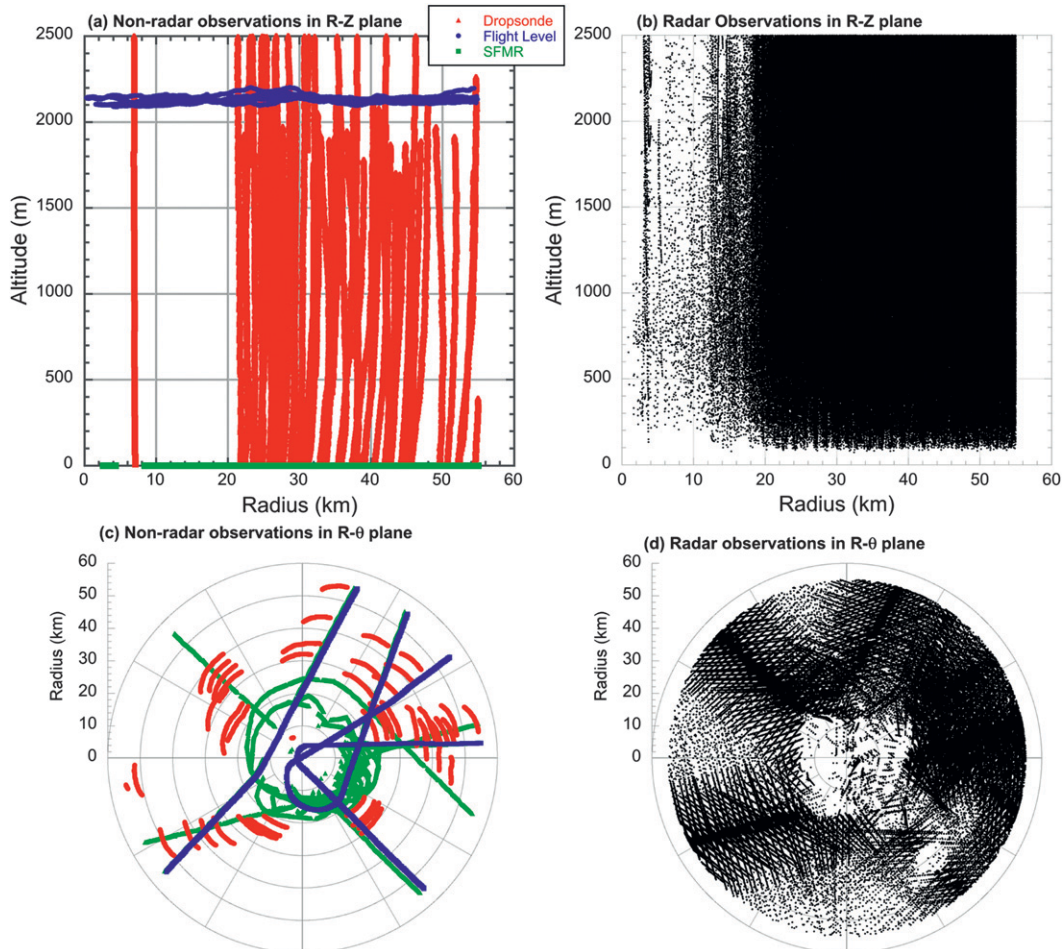 (a) Non-radar observations in R-Z plane
Dropsonde
Flight Level
SFMR
2500
2000
1500
1000
500
0
Altitude (m)
0 10 20 30 40 50 60
Radius (km)
(b) Radar Observations in R-Z plane
2500
2000
1500
1000
500
0
Altitude (m)
0 10 20 30 40 50 60
Radius (km)
(c) Non-radar observations in R-θ plane
60
50
40
30
20
10
0
Radius (km)
(d) Radar observations in R-θ plane
60
50
40
30
20
10
0
Radius (km)